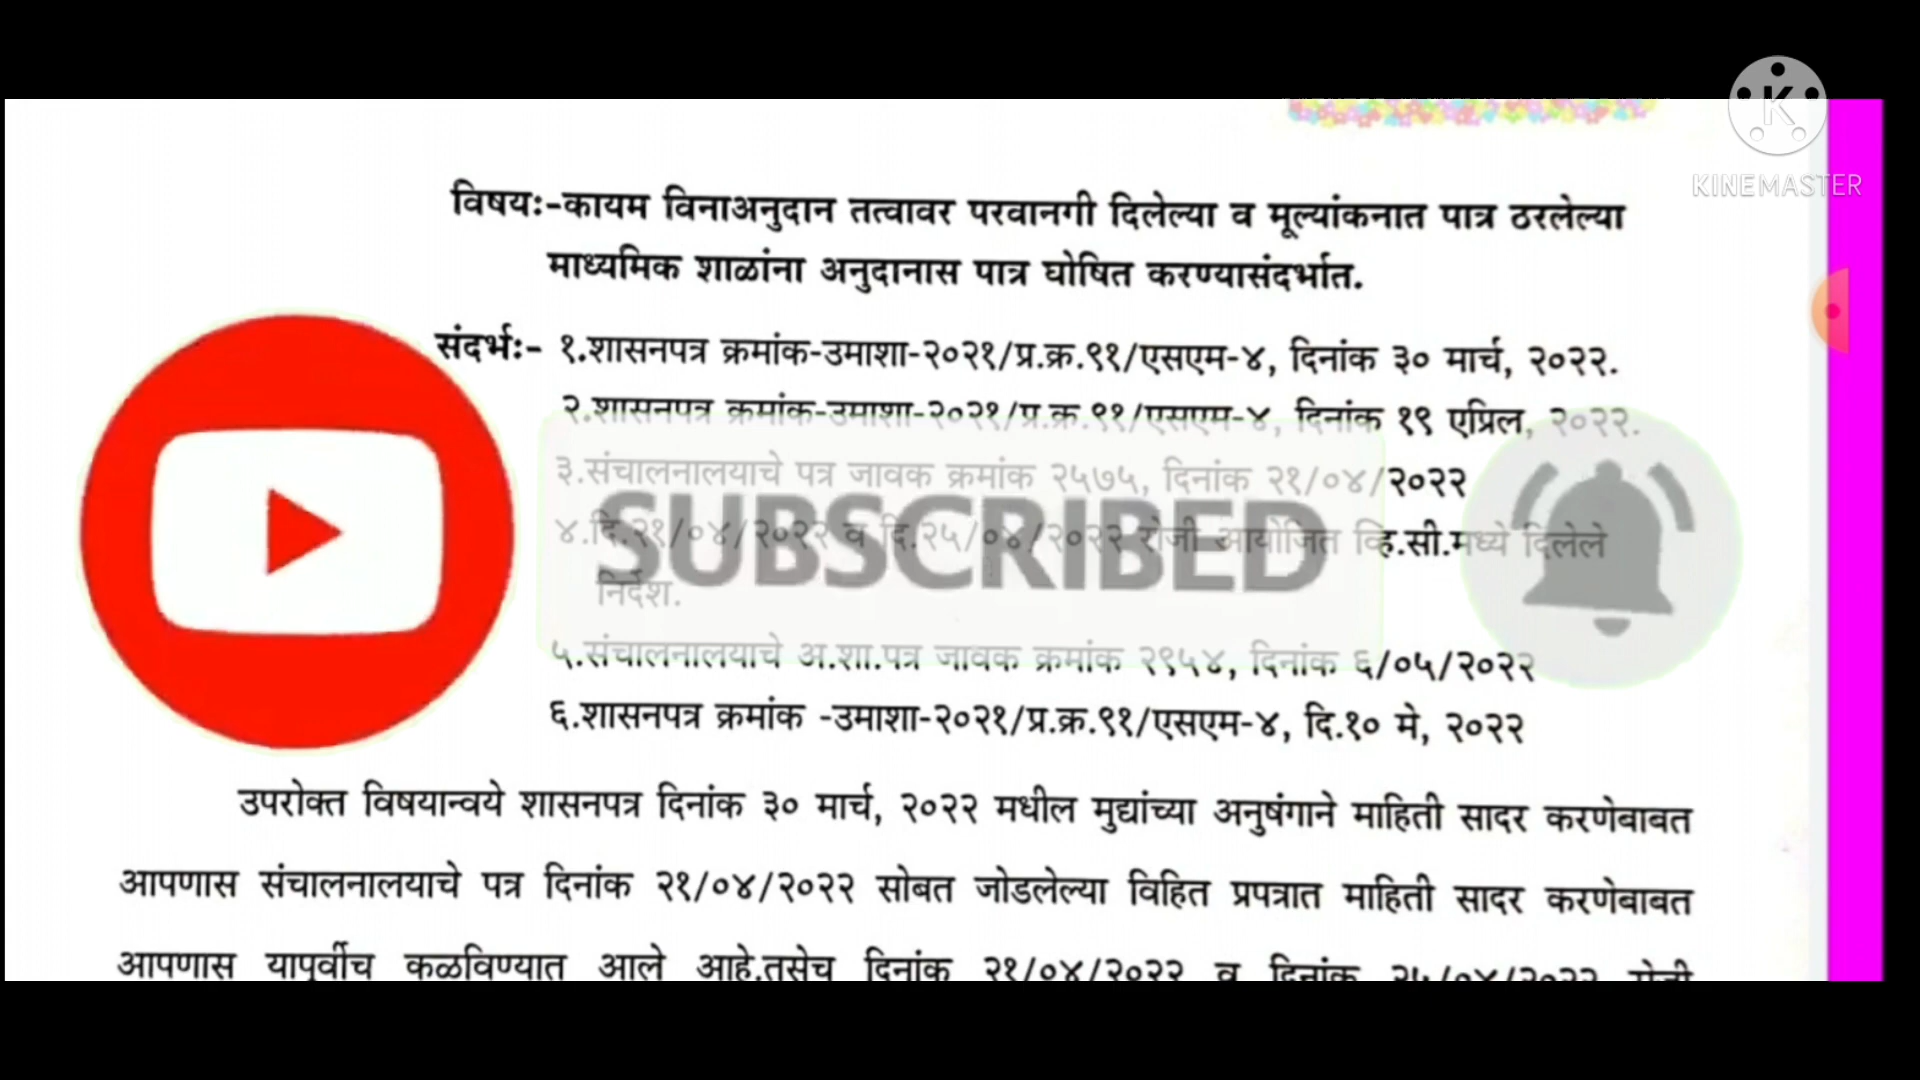 KINEMASTER
विषयः-कायम विनाअनुदान तत्वावर परवानगी दिलेल्या व मूल्यांकनात पात्र ठरलेल्या
माध्यमिक शाळांना अनुदानास पात्र घोषित करण्यासंदर्भात.
संदर्भः- १.शासनपत्र क्रमांक-उमाशा-२०२१/प्र.क्र.९१/एसएम-४, दिनांक ३० मार्च, २०२२.
२.शासनपत्र क्रमांक-उमाशा-२०२१/प्र.क्र.९१/एसएम-४, दिनांक १९ एप्रिल, २०२२.
३.संचालनालयाचे पत्र जावक क्रमांक २५७५, दिनांक २१/०४/२०२२
४.दि.२१/०४/२०२२ व दि.२५/०४/२०२२ रोजी आयोजित व्हि.सी.मध्ये दिलेले
निर्देश.
SUBSCRIBED
५.संचालनालयाचे अ.शा.पत्र जावक क्रमांक २९५४, दिनांक ६/०५/२०२२
६.शासनपत्र क्रमांक -उमाशा-२०२१/प्र.क्र.९१/एसएम-४, दि.१० मे, २०२२
उपरोक्त विषयान्वये शासनपत्र दिनांक ३० मार्च, २०२२ मधील मुद्यांच्या अनुषंगाने माहिती सादर करणेबाबत
आपणास संचालनालयाचे पत्र दिनांक २१/०४/२०२२ सोबत जोडलेल्या विहित प्रपत्रात माहिती सादर करणेबाबत
आपणास यापूर्वीच कळविण्यात आले आहे.तसेच दिनांक २१/०४/२०२२ व दिनांक २५/०४/२०२२ रोजी